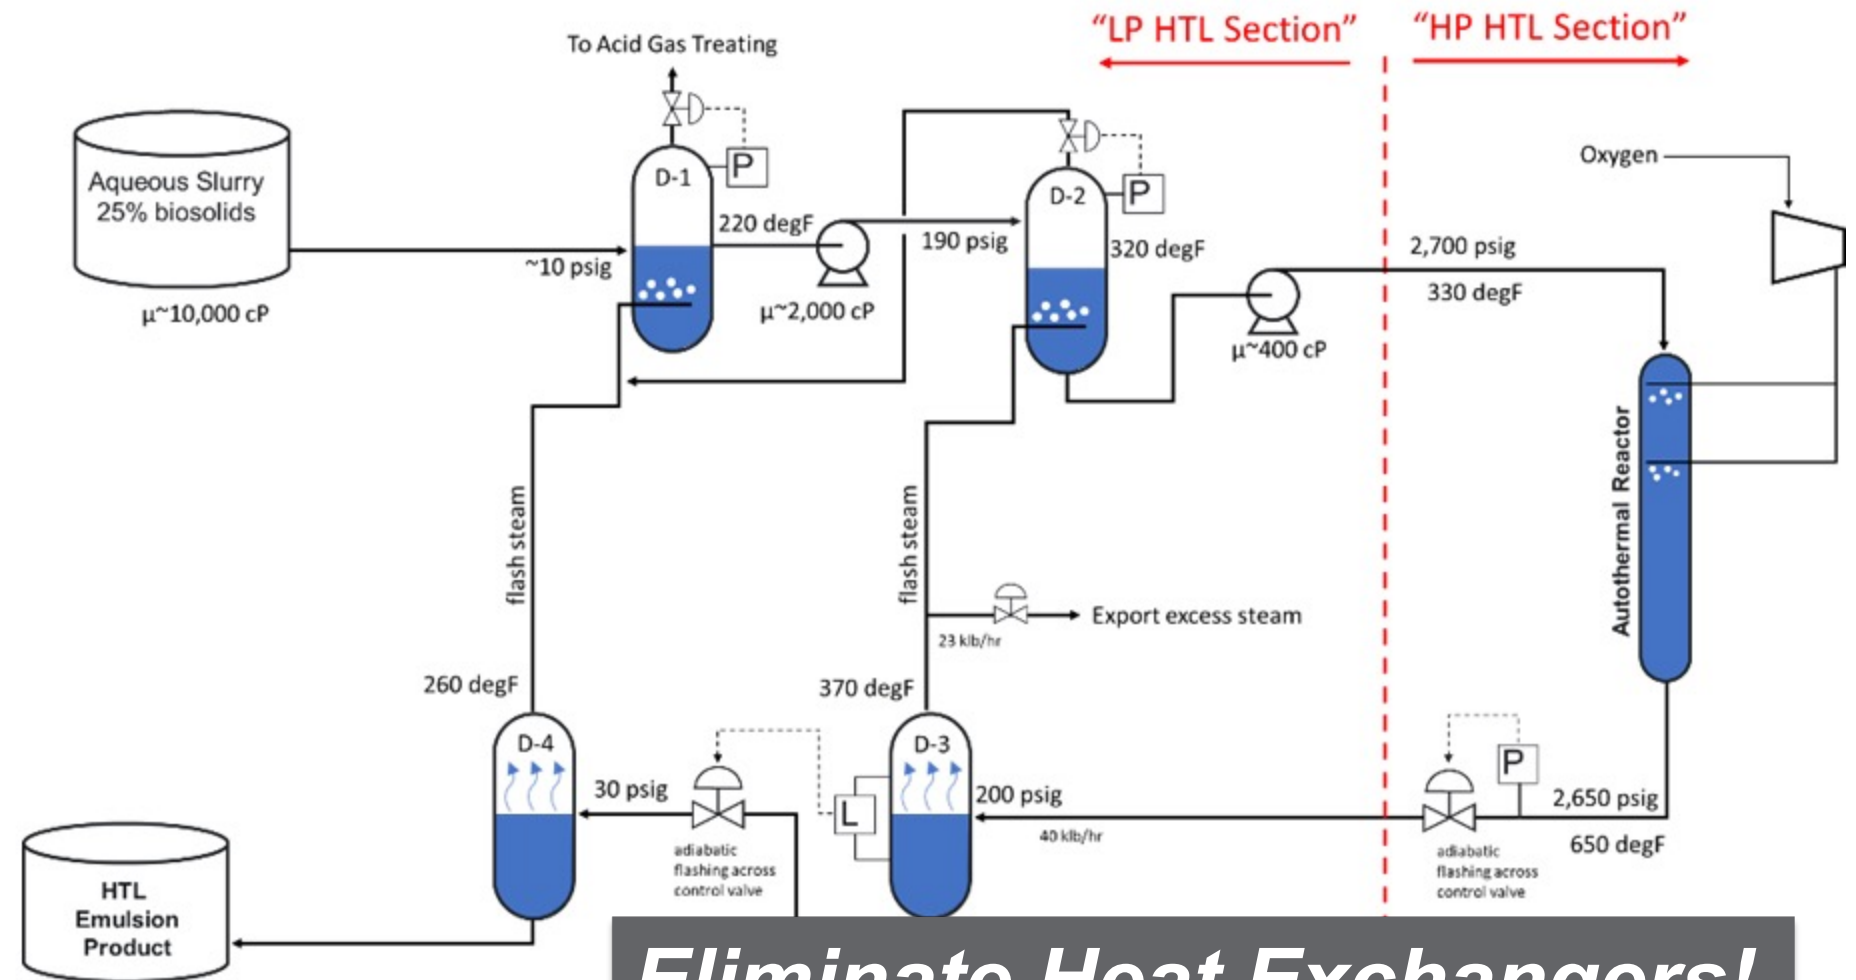 "LP HTL Section"
"HP HTL Section"
To Acid Gas Treating
Aqueous Slurry
25% biosolids
μ~10,000 cP
~10 psig
D-1
P
220 degF
μ~2,000 cP
190 psig
D-2
P
320 degF
μ~400 cP
2,700 psig
330 degF
Oxygen
Autothermal Reactor
flash steam
flash steam
Export excess steam
23 klb/hr
260 degF
370 degF
D-4
30 psig
adiabatic
flashing across
control valve
L
D-3
200 psig
40 klb/hr
P
2,650 psig
650 degF
adiabatic
flashing across
control valve
HTL
Emulsion
Product
Eliminate Heat Exchangers!